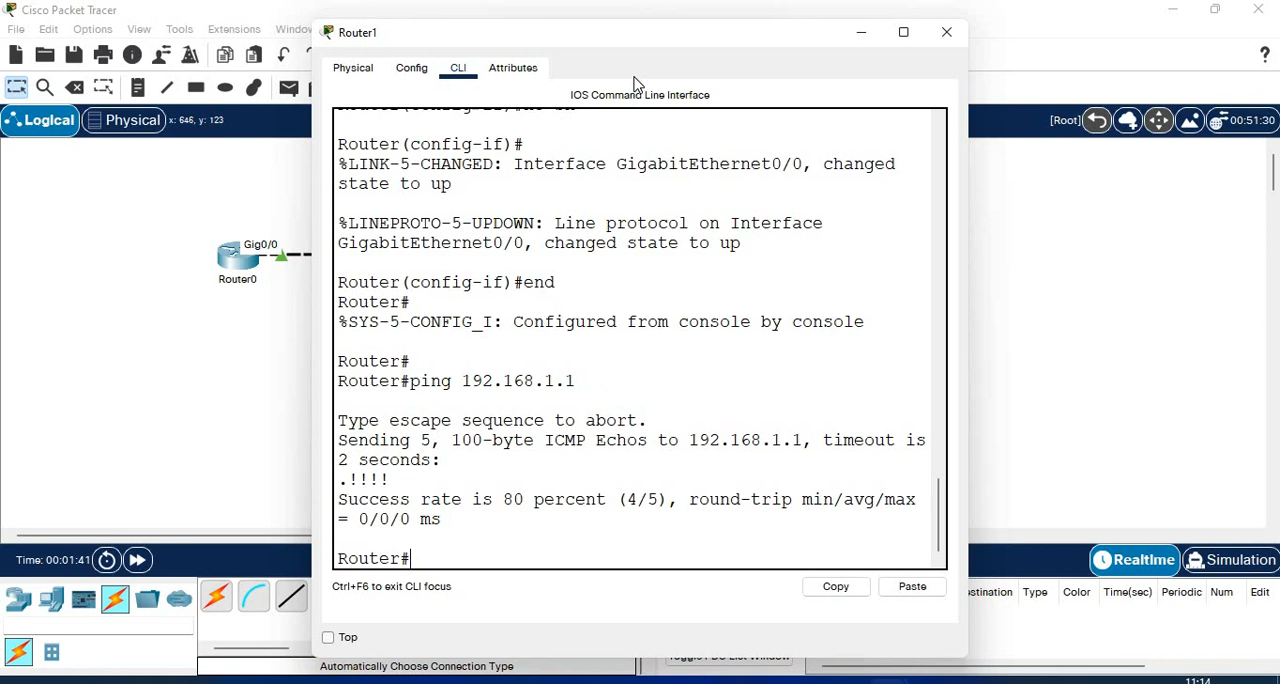 Cisco Packet Tracer
File Edit Options View Tools Extensions Window
Logical Physical x: 646, y: 123
[Root] 00:51:30
Gig0/0
Router0
Router1
Physical Config CLI Attributes
IOS Command Line Interface
Router(config-if)#
%LINK-5-CHANGED: Interface GigabitEthernet0/0, changed
state to up
%LINEPROTO-5-UPDOWN: Line protocol on Interface
GigabitEthernet0/0, changed state to up
Router(config-if)#end
Router#
%SYS-5-CONFIG_I: Configured from console by console
Router#
Router#ping 192.168.1.1
Type escape sequence to abort.
Sending 5, 100-byte ICMP Echos to 192.168.1.1, timeout is
2 seconds:
.!!!!
Success rate is 80 percent (4/5), round-trip min/avg/max
= 0/0/0 ms
Router#
Ctrl+F6 to exit CLI focus
Copy Paste
Top
Time: 00:01:41
Realtime Simulation
Type Color Time(sec) Periodic Num Edit
Automatically Choose Connection Type
11:14